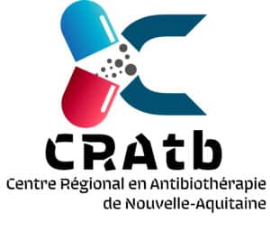 CRAtb
Centre Régional en Antibiothérapie
de Nouvelle-Aquitaine